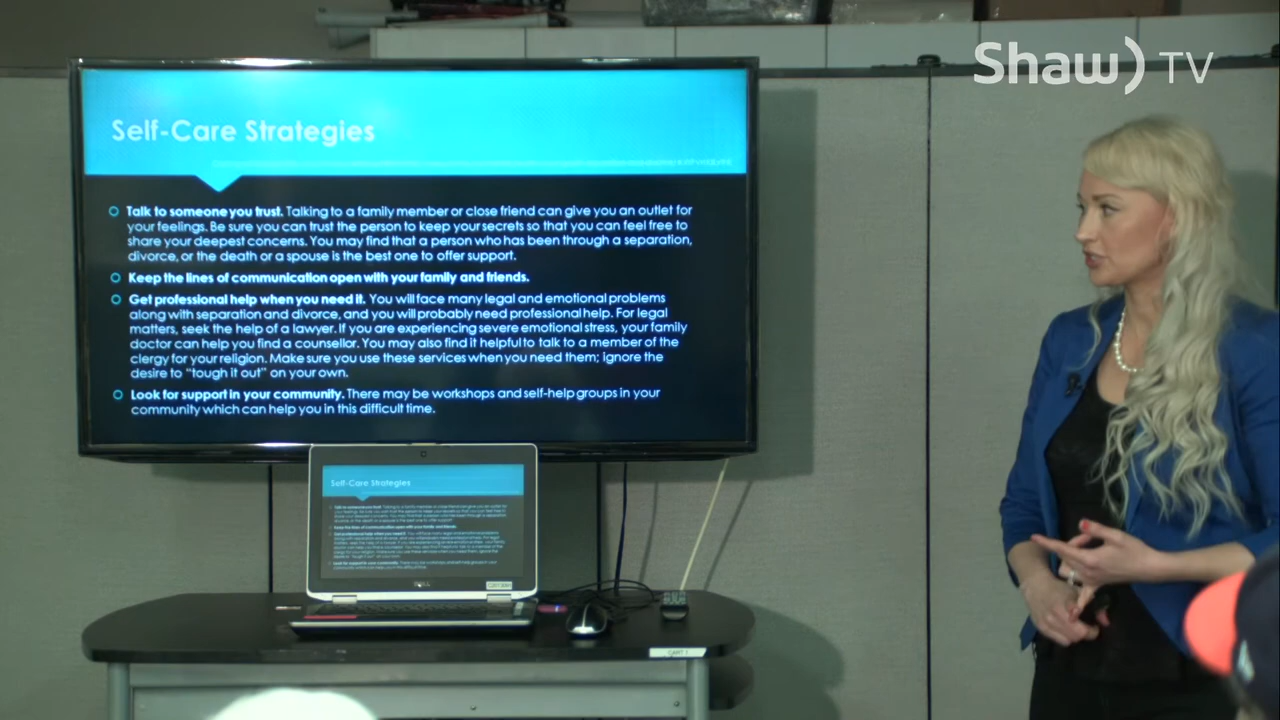 Shaw) TV
Self-Care Strategies
Talk to someone you trust. Talking to a family member or close friend can give you an outlet for
your feelings. Be sure you can trust the person to keep your secrets so that you can feel free to
share your deepest concerns. You may find that a person who has been through a separation,
divorce, or the death or a spouse is the best one to offer support.
Keep the lines of communication open with your family and friends.
Get professional help when you need it. You will face many legal and emotional problems
along with separation and divorce, and you will probably need professional help. For legal
matters, seek the help of a lawyer. If you are experiencing severe emotional stress, your family
doctor can help you find a counsellor. You may also find it helpful to talk to a member of the
clergy for your religion. Make sure you use these services when you need them; ignore the
desire to "tough it out" on your own.
Look for support in your community. There may be workshops and self-help groups in your
community which can help you in this difficult time.
Self-Care Strategies
DELL
CART 1